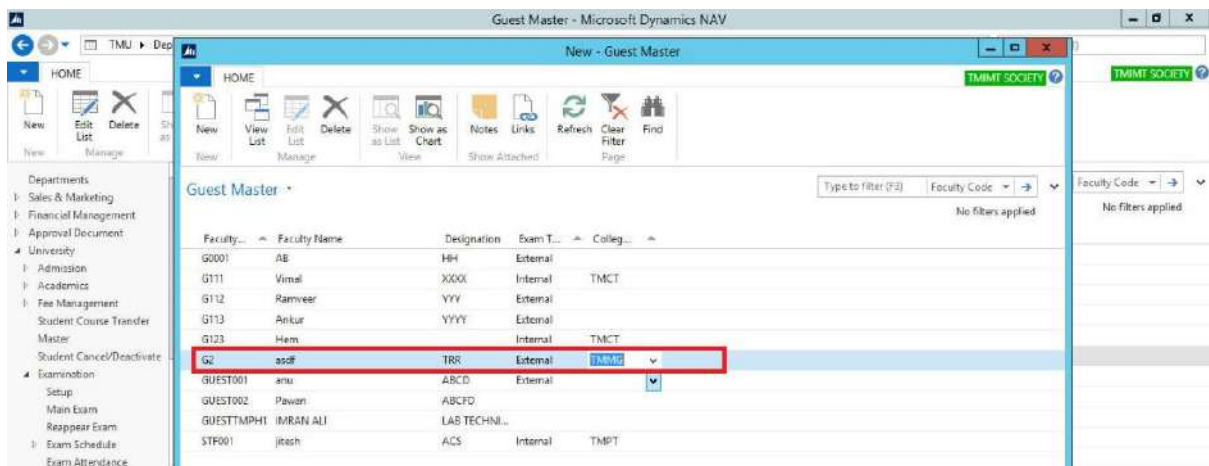 Guest Master - Microsoft Dynamics NAV
TMU Dep
New - Guest Master
HOME
HOME
TMIMT SOCIETY
TMIMT SOCIETY
New Edit List Delete
New Manage
New View List Edit List Delete Show as List Show as Chart Notes Links Refresh Clear Filter Find
New Manage View Show Attached Page
Departments
Sales & Marketing
Financial Management
Approval Document
University
Admission
Academics
Fee Management
Student Course Transfer
Master
Student Cancel/Deactivate
Examination
Setup
Main Exam
Reappear Exam
Exam Schedule
Exam Attendance
Guest Master
Type to filter (F3) Faculty Code
No filters applied
Faculty Code
No filters applied
Faculty... Faculty Name Designation Exam T... Colleg...
G0001 AB HH External
G111 Vimal XXXX Internal TMCT
G112 Ramveer YYY External
G113 Ankur YYYY External
G123 Hem Internal TMCT
G2 asdf TRR External TMMG
GUEST001 anu ABCD External
GUEST002 Pawan ABCFD
GUESTTMPH1 IMRAN ALI LAB TECHNI...
STF001 jitesh ACS Internal TMPT